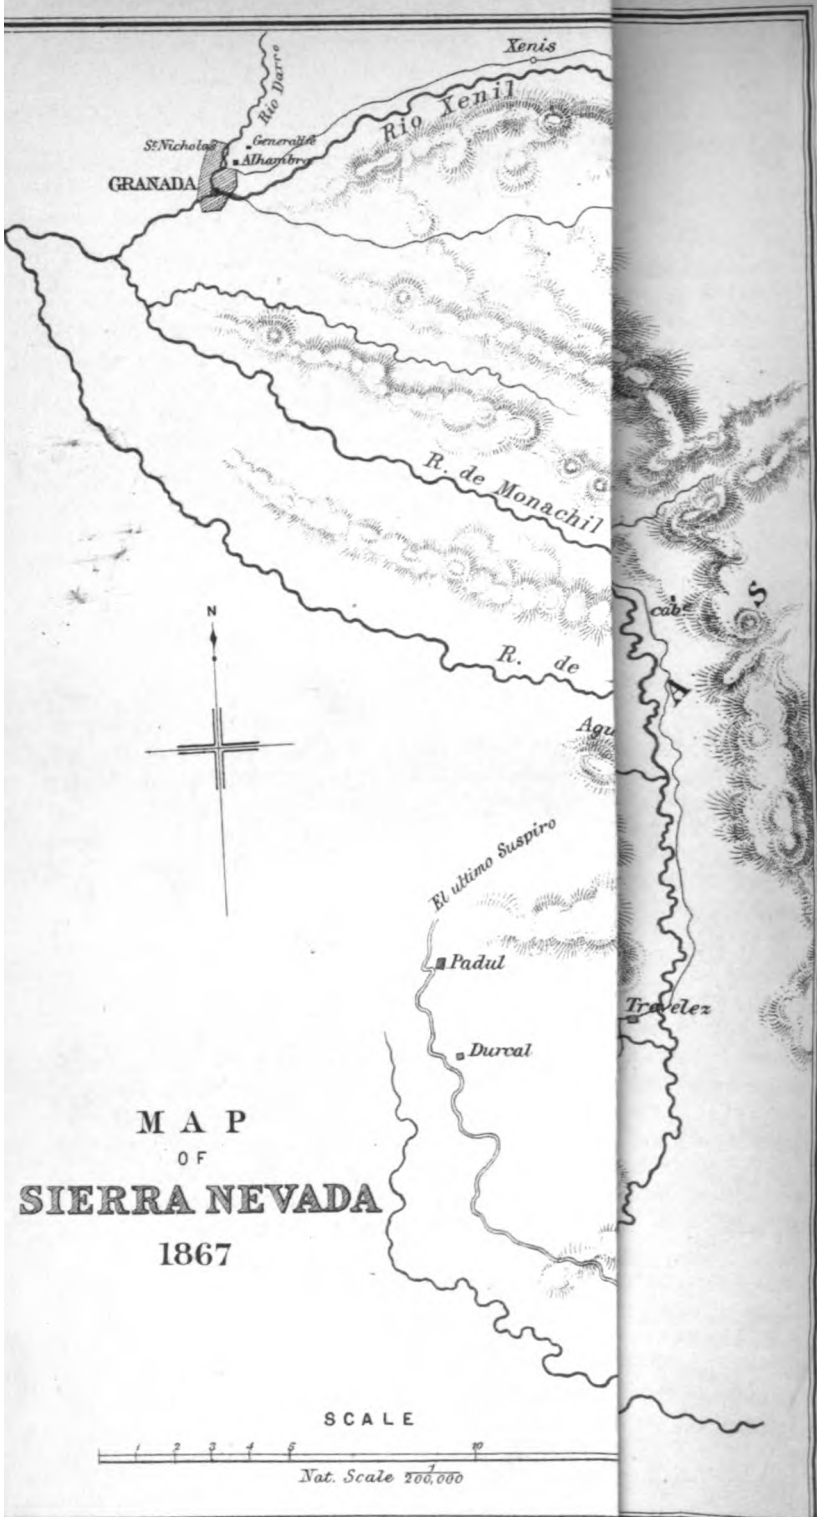 Xenis
Rio Darro
Rio Xenil
St. Nicholas
Generalife
Alhambra
GRANADA
R. de Monachil
cab.
S
N
R. de
A
Agu
El ultimo Suspiro
Padul
Travelez
Durcal
MAP
OF
SIERRA NEVADA
1867
SCALE
1 2 3 4 5 10
Nat. Scale 1/200,000